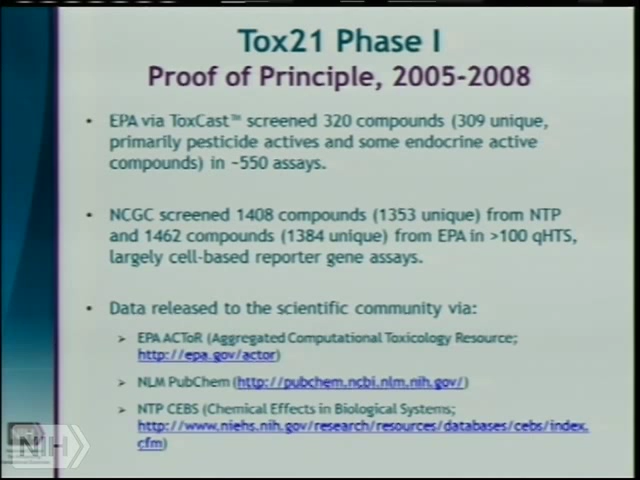 Tox21 Phase I
Proof of Principle, 2005-2008
• EPA via ToxCast™ screened 320 compounds (309 unique,
primarily pesticide actives and some endocrine active
compounds) in ~550 assays.
• NCGC screened 1408 compounds (1353 unique) from NTP
and 1462 compounds (1384 unique) from EPA in >100 qHTS,
largely cell-based reporter gene assays.
• Data released to the scientific community via:
➢ EPA ACToR (Aggregated Computational Toxicology Resource;
http://epa.gov/actor)
➢ NLM PubChem (http://pubchem.ncbi.nlm.nih.gov/)
➢ NTP CEBS (Chemical Effects in Biological Systems;
http://www.niehs.nih.gov/research/resources/databases/cebs/index.
cfm)
NIH